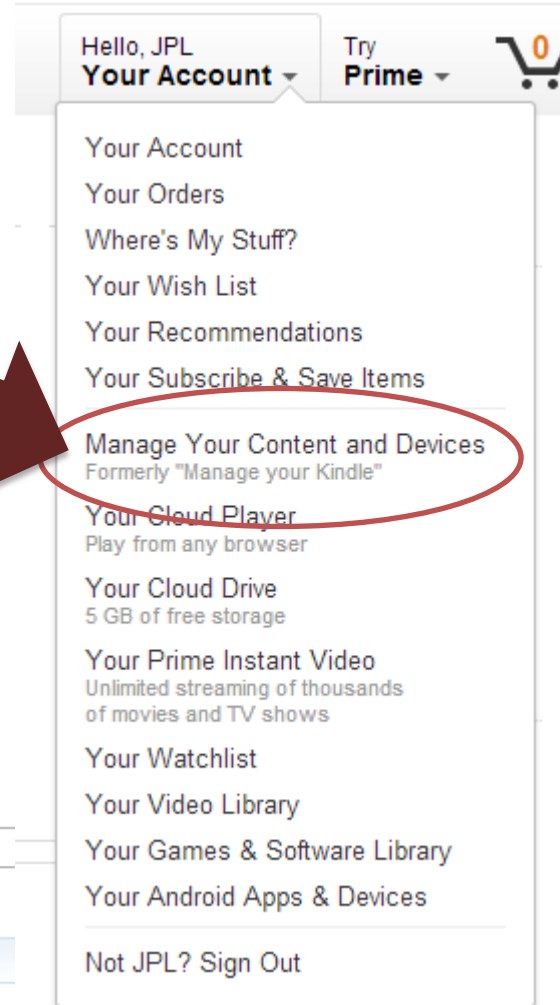 Hello, JPL
Your Account
Try
Prime
0
Your Account
Your Orders
Where's My Stuff?
Your Wish List
Your Recommendations
Your Subscribe & Save Items
Manage Your Content and Devices
Formerly "Manage your Kindle"
Your Cloud Player
Play from any browser
Your Cloud Drive
5 GB of free storage
Your Prime Instant Video
Unlimited streaming of thousands
of movies and TV shows
Your Watchlist
Your Video Library
Your Games & Software Library
Your Android Apps & Devices
Not JPL? Sign Out